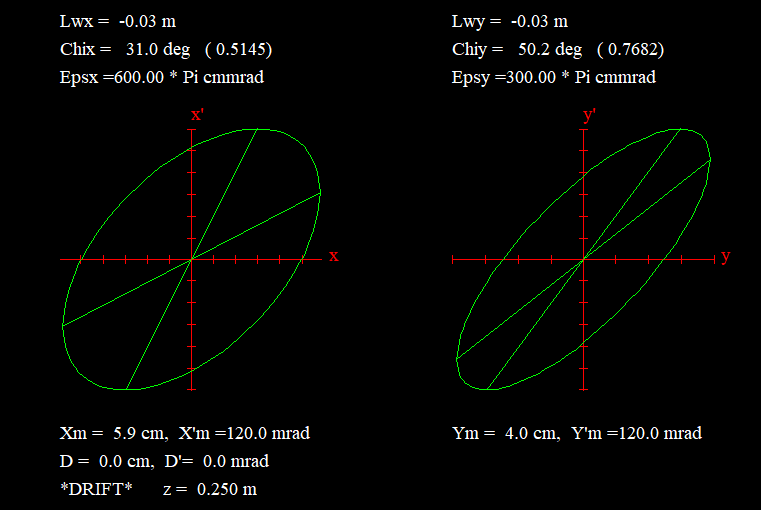 Lwx = -0.03 m
Chix = 31.0 deg ( 0.5145)
Epsx =600.00 * Pi cmmrad
x'
x
Xm = 5.9 cm, X'm =120.0 mrad
D = 0.0 cm, D'= 0.0 mrad
*DRIFT* z = 0.250 m
Lwy = -0.03 m
Chiy = 50.2 deg ( 0.7682)
Epsy =300.00 * Pi cmmrad
y'
y
Ym = 4.0 cm, Y'm =120.0 mrad